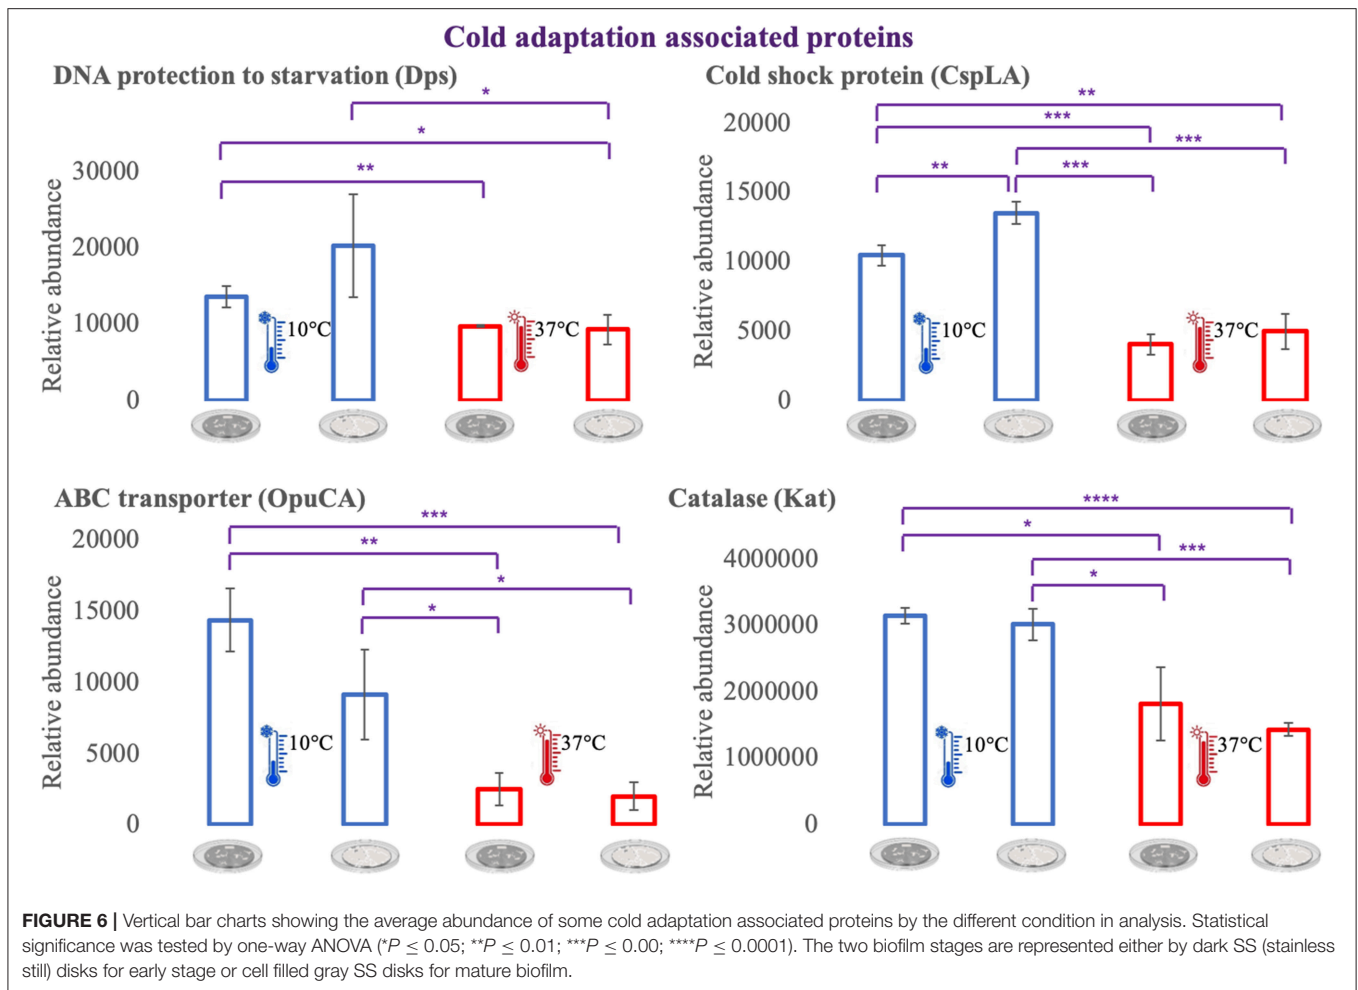 Cold adaptation associated proteins
DNA protection to starvation (Dps)
*
*
**
Relative abundance
30000
20000
10000
0
10°C
37°C
Cold shock protein (CspLA)
**
***
***
**
***
Relative abundance
20000
15000
10000
5000
0
10°C
37°C
ABC transporter (OpuCA)
***
**
*
*
Relative abundance
20000
15000
10000
5000
0
10°C
37°C
Catalase (Kat)
****
*
***
*
Relative abundance
4000000
3000000
2000000
1000000
0
10°C
37°C
FIGURE 6 | Vertical bar charts showing the average abundance of some cold adaptation associated proteins by the different condition in analysis. Statistical
significance was tested by one-way ANOVA (*P ≤ 0.05; **P ≤ 0.01; ***P ≤ 0.00; ****P ≤ 0.0001). The two biofilm stages are represented either by dark SS (stainless
still) disks for early stage or cell filled gray SS disks for mature biofilm.